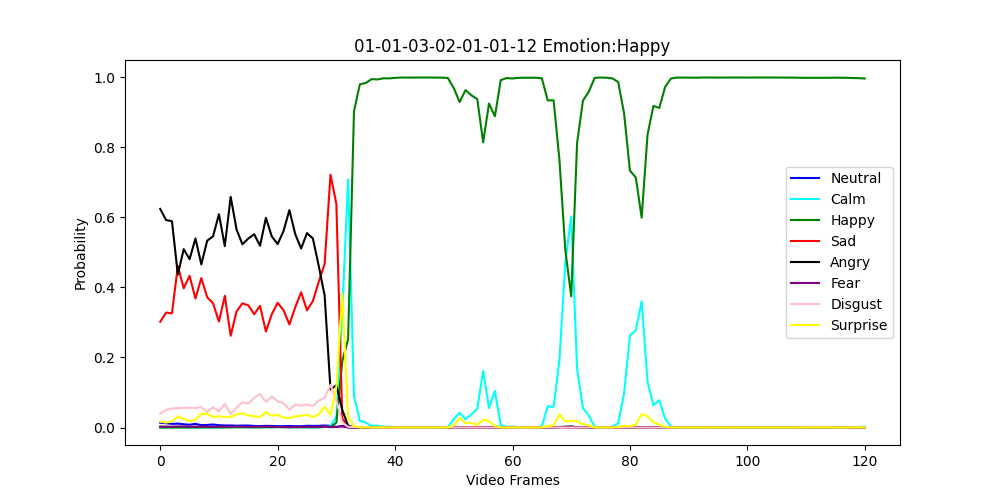 01-01-03-02-01-01-12 Emotion:Happy
1.0
0.8
0.6
0.4
0.2
0.0
Probability
0 20 40 60 80 100 120
Video Frames
Neutral
Calm
Happy
Sad
Angry
Fear
Disgust
Surprise